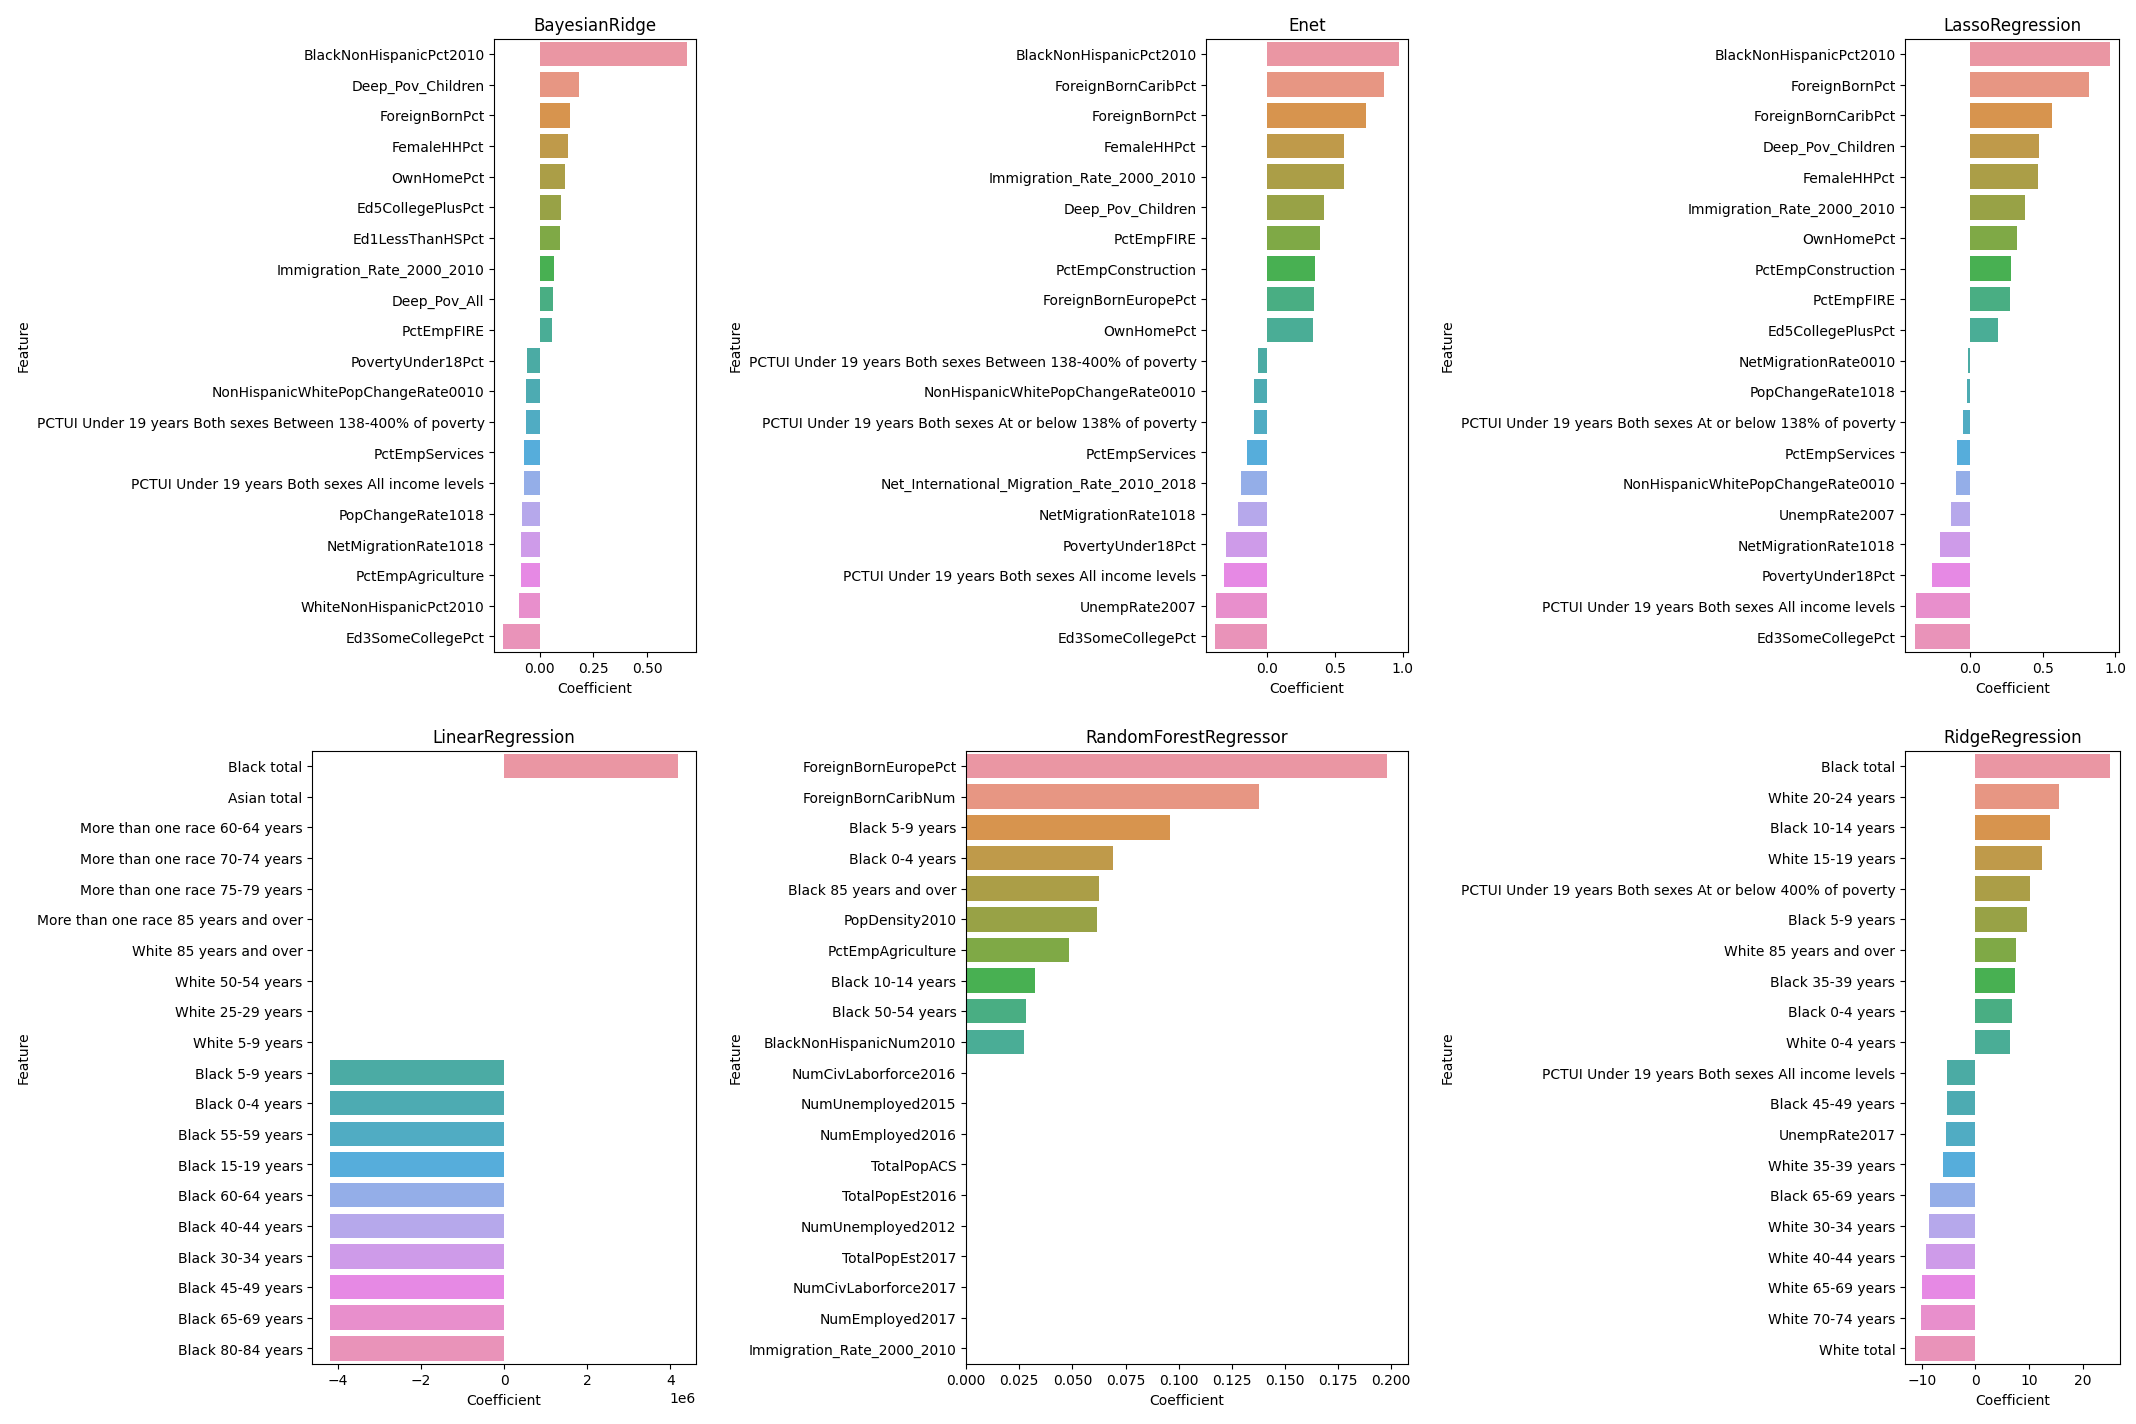 BayesianRidge
BlackNonHispanicPct2010
Deep_Pov_Children
ForeignBornPct
FemaleHHPct
OwnHomePct
Ed5CollegePlusPct
Ed1LessThanHSPct
Immigration_Rate_2000_2010
Deep_Pov_All
PctEmpFIRE
PovertyUnder18Pct
NonHispanicWhitePopChangeRate0010
PCTUI Under 19 years Both sexes Between 138-400% of poverty
PctEmpServices
PCTUI Under 19 years Both sexes All income levels
PopChangeRate1018
NetMigrationRate1018
PctEmpAgriculture
WhiteNonHispanicPct2010
Ed3SomeCollegePct
Feature
0.00 0.25 0.50
Coefficient
Enet
BlackNonHispanicPct2010
ForeignBornCaribPct
ForeignBornPct
FemaleHHPct
Immigration_Rate_2000_2010
Deep_Pov_Children
PctEmpFIRE
PctEmpConstruction
ForeignBornEuropePct
OwnHomePct
PCTUI Under 19 years Both sexes Between 138-400% of poverty
NonHispanicWhitePopChangeRate0010
PCTUI Under 19 years Both sexes At or below 138% of poverty
PctEmpServices
Net_International_Migration_Rate_2010_2018
NetMigrationRate1018
PovertyUnder18Pct
PCTUI Under 19 years Both sexes All income levels
UnempRate2007
Ed3SomeCollegePct
Feature
0.0 0.5 1.0
Coefficient
LassoRegression
BlackNonHispanicPct2010
ForeignBornPct
ForeignBornCaribPct
Deep_Pov_Children
FemaleHHPct
Immigration_Rate_2000_2010
OwnHomePct
PctEmpConstruction
PctEmpFIRE
Ed5CollegePlusPct
NetMigrationRate0010
PopChangeRate1018
PCTUI Under 19 years Both sexes At or below 138% of poverty
PctEmpServices
NonHispanicWhitePopChangeRate0010
UnempRate2007
NetMigrationRate1018
PovertyUnder18Pct
PCTUI Under 19 years Both sexes All income levels
Ed3SomeCollegePct
Feature
0.0 0.5 1.0
Coefficient
LinearRegression
Black total
Asian total
More than one race 60-64 years
More than one race 70-74 years
More than one race 75-79 years
More than one race 85 years and over
White 85 years and over
White 50-54 years
White 25-29 years
White 5-9 years
Black 5-9 years
Black 0-4 years
Black 55-59 years
Black 15-19 years
Black 60-64 years
Black 40-44 years
Black 30-34 years
Black 45-49 years
Black 65-69 years
Black 80-84 years
Feature
−4 −2 0 2 4
1e6
Coefficient
RandomForestRegressor
ForeignBornEuropePct
ForeignBornCaribNum
Black 5-9 years
Black 0-4 years
Black 85 years and over
PopDensity2010
PctEmpAgriculture
Black 10-14 years
Black 50-54 years
BlackNonHispanicNum2010
NumCivLaborforce2016
NumUnemployed2015
NumEmployed2016
TotalPopACS
TotalPopEst2016
NumUnemployed2012
TotalPopEst2017
NumCivLaborforce2017
NumEmployed2017
Immigration_Rate_2000_2010
Feature
0.000 0.025 0.050 0.075 0.100 0.125 0.150 0.175 0.200
Coefficient
RidgeRegression
Black total
White 20-24 years
Black 10-14 years
White 15-19 years
PCTUI Under 19 years Both sexes At or below 400% of poverty
Black 5-9 years
White 85 years and over
Black 35-39 years
Black 0-4 years
White 0-4 years
PCTUI Under 19 years Both sexes All income levels
Black 45-49 years
UnempRate2017
White 35-39 years
Black 65-69 years
White 30-34 years
White 40-44 years
White 65-69 years
White 70-74 years
White total
Feature
−10 0 10 20
Coefficient